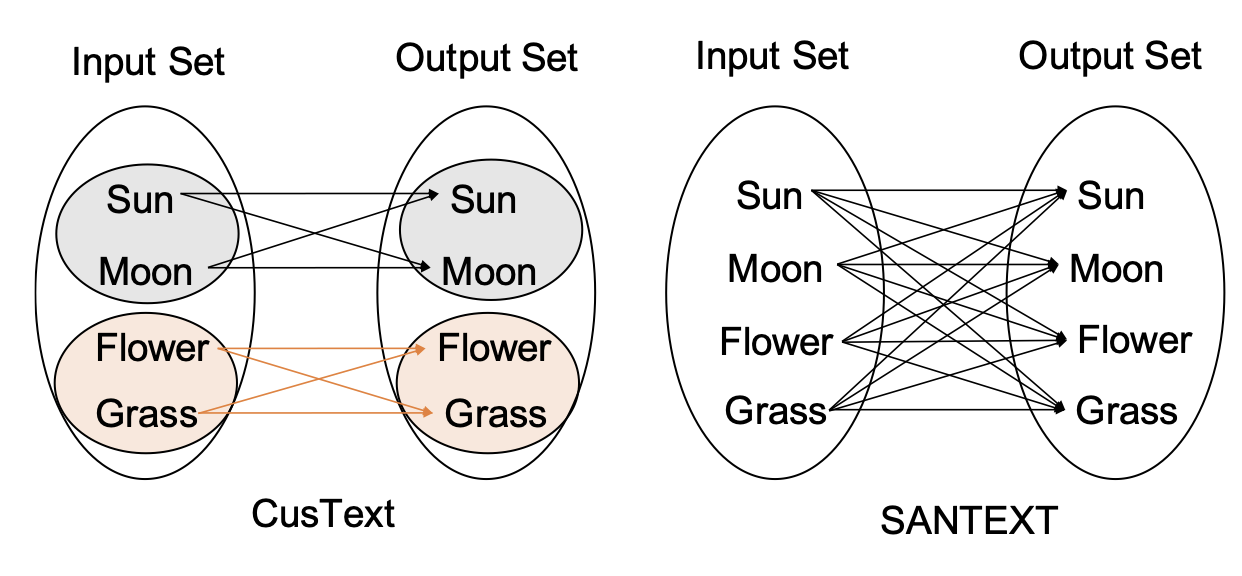 Input Set
Output Set
Sun
Sun
Moon
Moon
Flower
Flower
Grass
Grass
CusText
Input Set
Output Set
Sun
Sun
Moon
Moon
Flower
Flower
Grass
Grass
SANTEXT